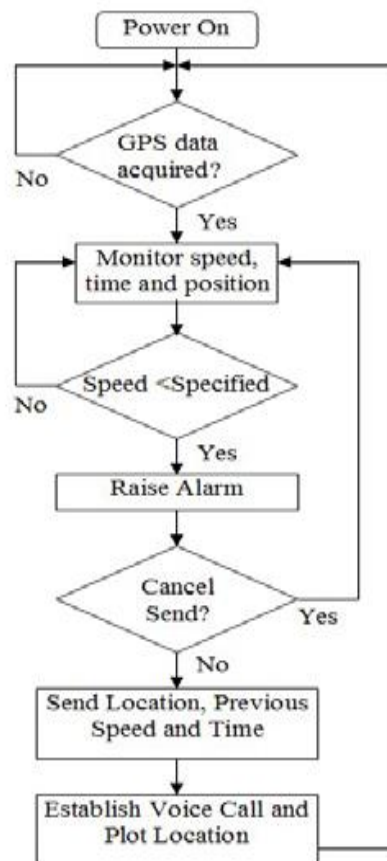 Power On
GPS data
acquired?
No
Yes
Monitor speed,
time and position
Speed <Specified
No
Yes
Raise Alarm
Cancel
Send?
Yes
No
Send Location, Previous
Speed and Time
Establish Voice Call and
Plot Location